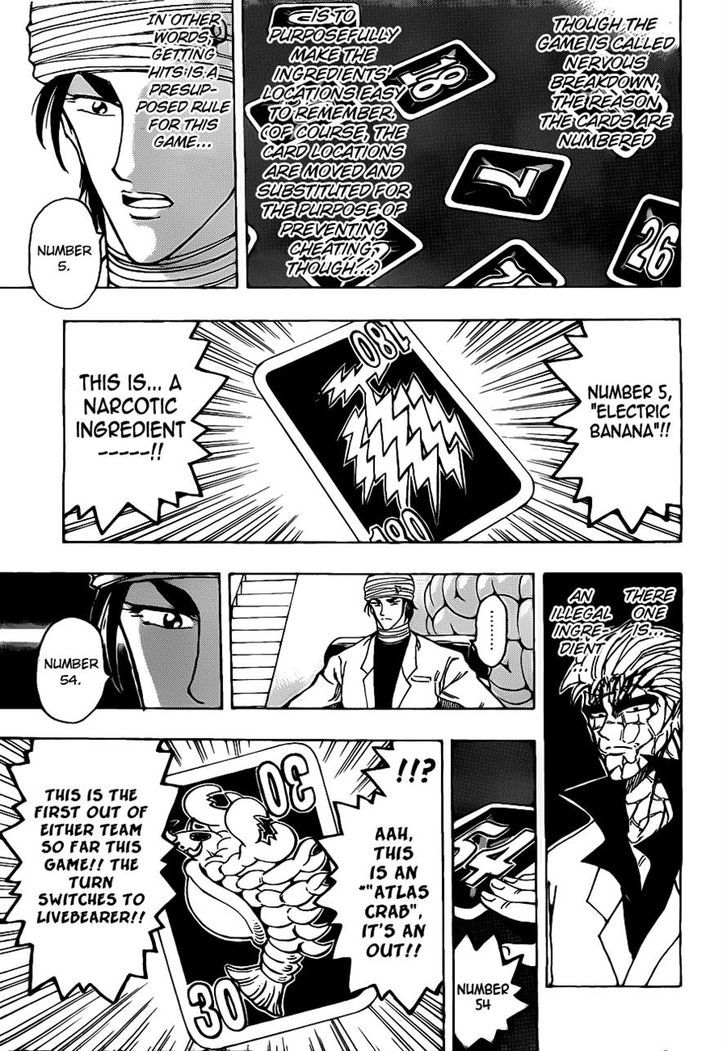 THOUGH THE
GAME IS CALLED
NERVOUS
BREAKDOWN,
THE REASON
THE CARDS ARE
NUMBERED
IS TO
PURPOSEFULLY
MAKE THE
INGREDIENTS'
LOCATIONS EASY
TO REMEMBER.
(OF COURSE, THE
CARD LOCATIONS
ARE MOVED AND
SUBSTITUTED FOR
THE PURPOSE OF
PREVENTING
CHEATING,
THOUGH...)
18
7
26
IN OTHER
WORDS,
GETTING
HITS IS A
PRESUP-
POSED RULE
FOR THIS
GAME...
NUMBER
5.
NUMBER 5,
"ELECTRIC
BANANA"!!
180
180
THIS IS... A
NARCOTIC
INGREDIENT
-----!!
THERE
ONE
IS...
AN
ILLEGAL
INGRE-
DIENT
...
........
NUMBER
54.
54
NUMBER
54
!!?
AAH,
THIS
IS AN
*"ATLAS
CRAB",
IT'S AN
OUT!!
30
30
THIS IS THE
FIRST OUT OF
EITHER TEAM
SO FAR THIS
GAME!! THE
TURN
SWITCHES TO
LIVEBEARER!!